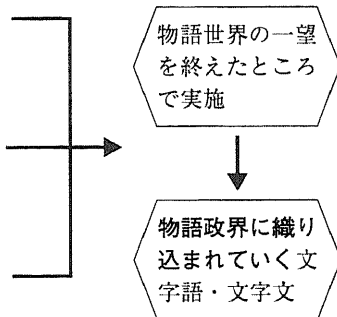 物語世界の一望
を終えたところ
で実施
物語政界に織り
込まれていく文
字語・文字文